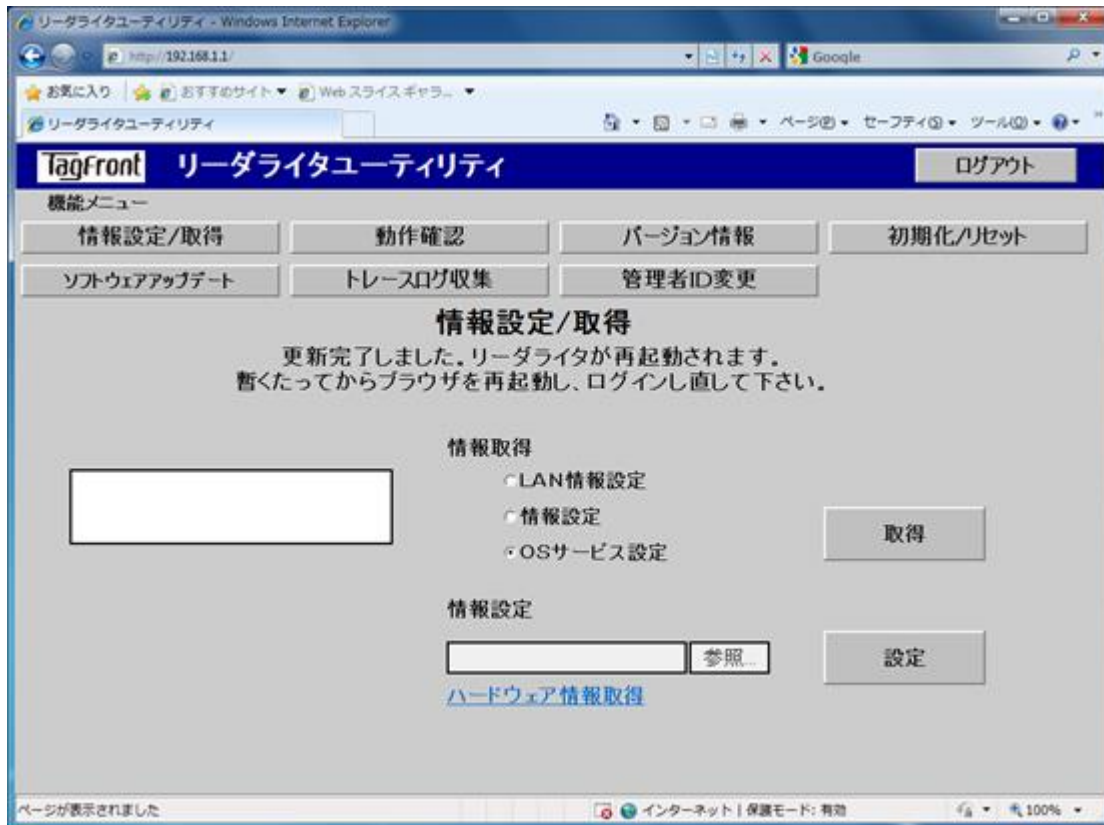 リーダライタユーティリティ - Windows Internet Explorer
http://192.168.1.1/
Google
お気に入り
おすすめサイト
Web スライス ギャラ...
リーダライタユーティリティ
ページ(P)
セーフティ(S)
ツール(O)
TagFront リーダライタユーティリティ
ログアウト
機能メニュー
情報設定/取得
動作確認
バージョン情報
初期化/リセット
ソフトウェアアップデート
トレースログ収集
管理者ID変更
情報設定/取得
更新完了しました。リーダライタが再起動されます。
暫くたってからブラウザを再起動し、ログインし直して下さい。
情報取得
LAN情報設定
情報設定
OSサービス設定
取得
情報設定
参照...
設定
ハードウェア情報取得
ページが表示されました
インターネット | 保護モード: 有効
100%